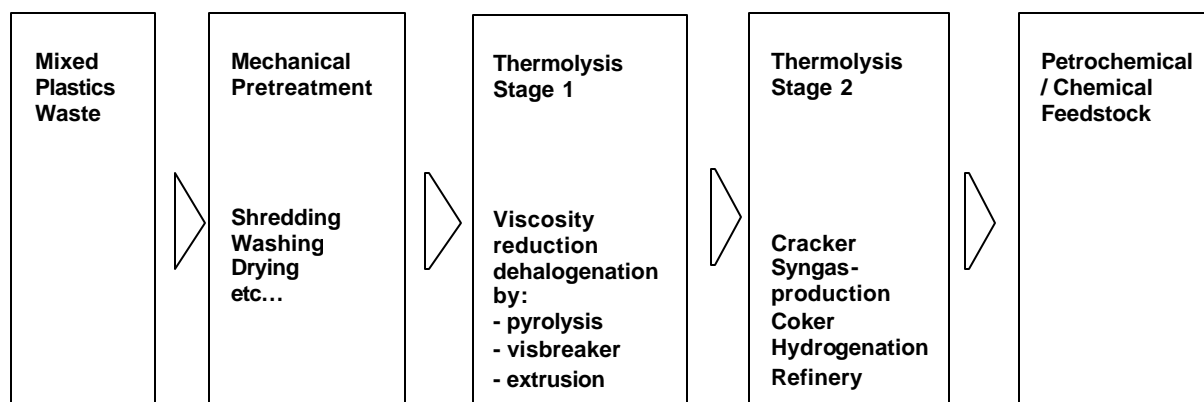 Mixed
Plastics
Waste
Mechanical
Pretreatment
Shredding
Washing
Drying
etc…
Thermolysis
Stage 1
Viscosity
reduction
dehalogenation
by:
- pyrolysis
- visbreaker
- extrusion
Thermolysis
Stage 2
Cracker
Syngas-
production
Coker
Hydrogenation
Refinery
Petrochemical
/ Chemical
Feedstock